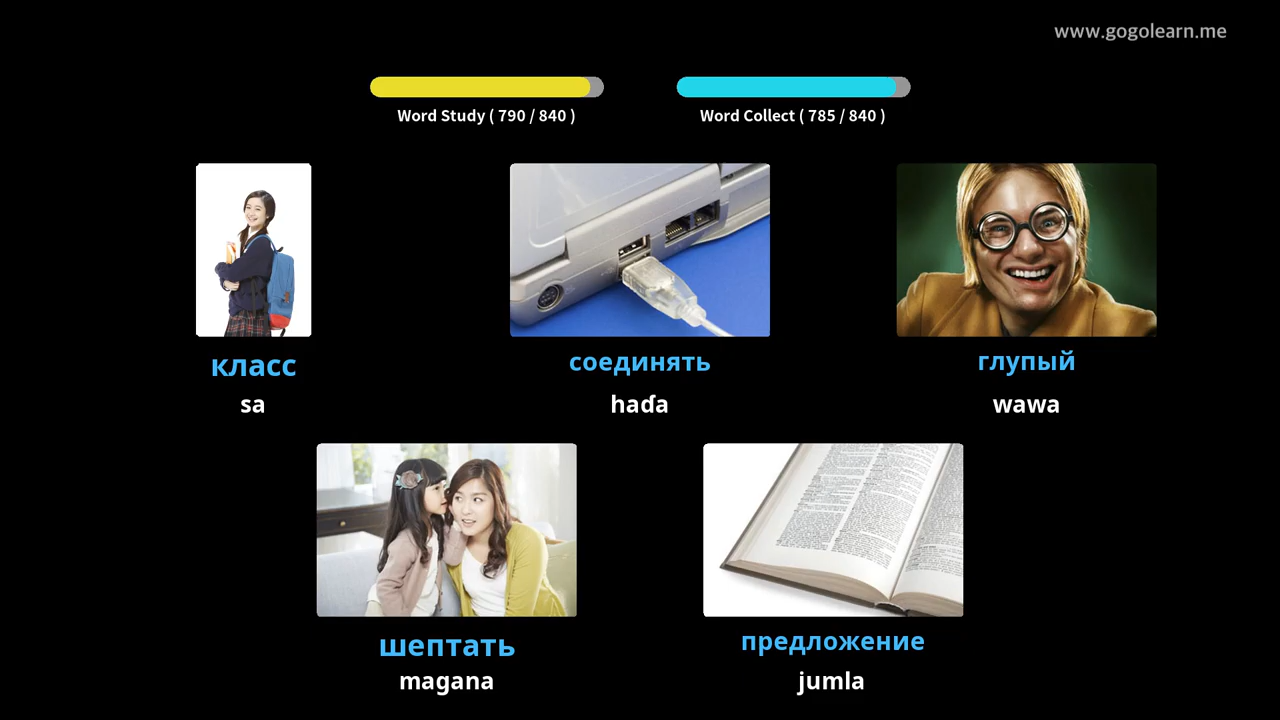 www.gogolearn.me
Word Study ( 790 / 840 )
Word Collect ( 785 / 840 )
класс
sa
соединять
haɗa
глупый
wawa
шептать
magana
предложение
jumla